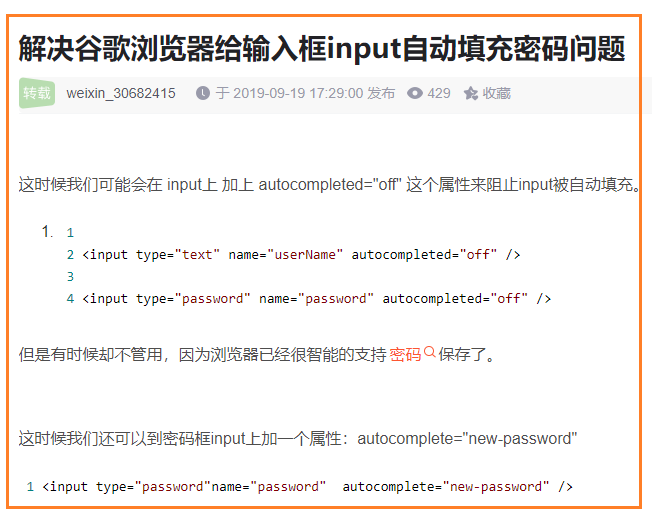 解决谷歌浏览器给输入框input自动填充密码问题
转载 weixin_30682415 于 2019-09-19 17:29:00 发布 429 收藏
这时候我们可能会在 input上 加上 autocompleted="off" 这个属性来阻止input被自动填充。
1. 1
2 <input type="text" name="userName" autocompleted="off" />
3
4 <input type="password" name="password" autocompleted="off" />
但是有时候却不管用，因为浏览器已经很智能的支持 密码 保存了。
这时候我们还可以到密码框input上加一个属性：autocomplete="new-password"
1 <input type="password"name="password"  autocomplete="new-password" />